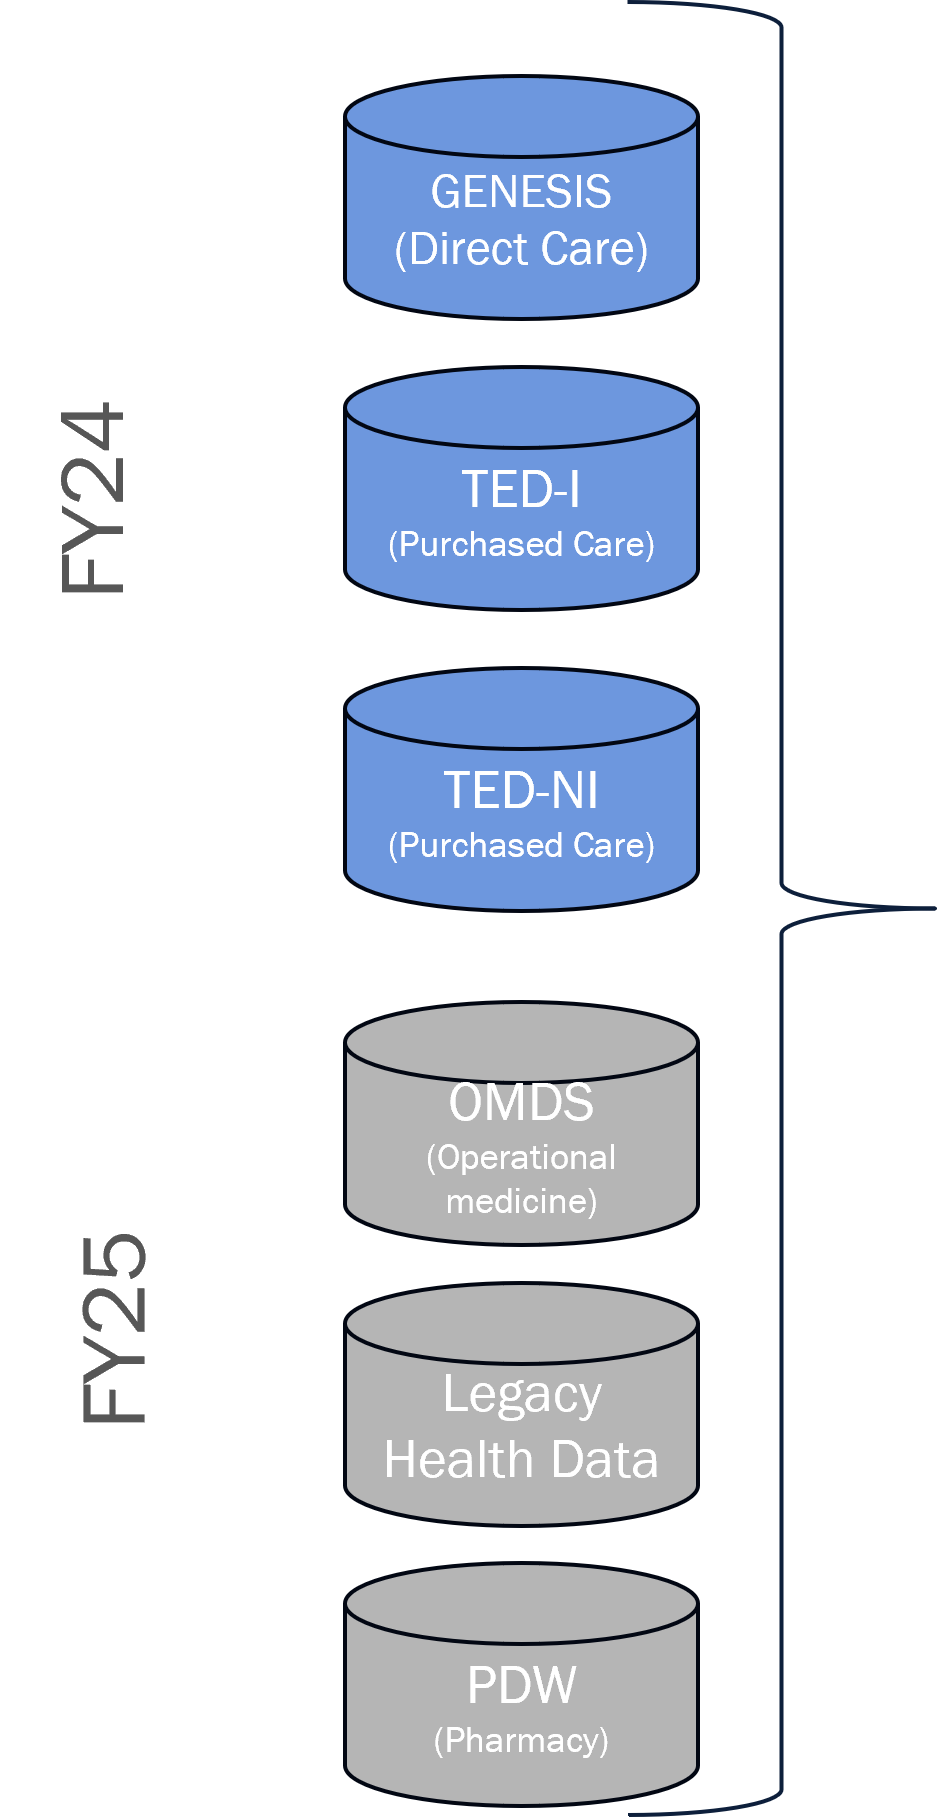 FY24
GENESIS
(Direct Care)
TED-I
(Purchased Care)
TED-NI
(Purchased Care)
FY25
OMDS
(Operational
medicine)
Legacy
Health Data
PDW
(Pharmacy)